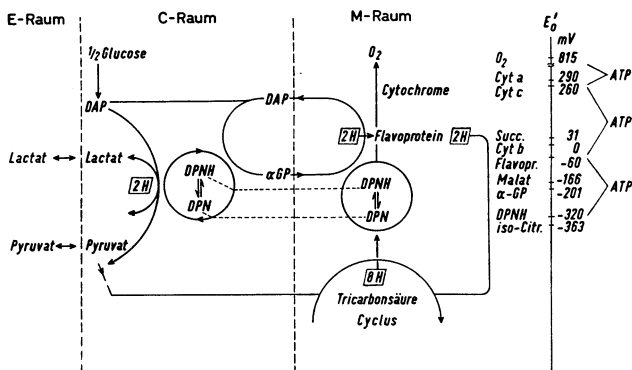 E-Raum
C-Raum
M-Raum
1/2 Glucose
DAP
Lactat
Lactat
2H
Pyruvat
Pyruvat
DPNH
DPN
DAP
αGP
O2
Cytochrome
2H
Flavoprotein
2H
DPNH
DPN
8H
Tricarbonsäure
Cyclus
E0'
mV
O2 815
Cyt a 290
Cyt c 260
Succ. 31
Cyt b 0
Flavopr. -60
Malat -166
α-GP -201
DPNH -320
iso-Citr. -363
ATP
ATP
ATP